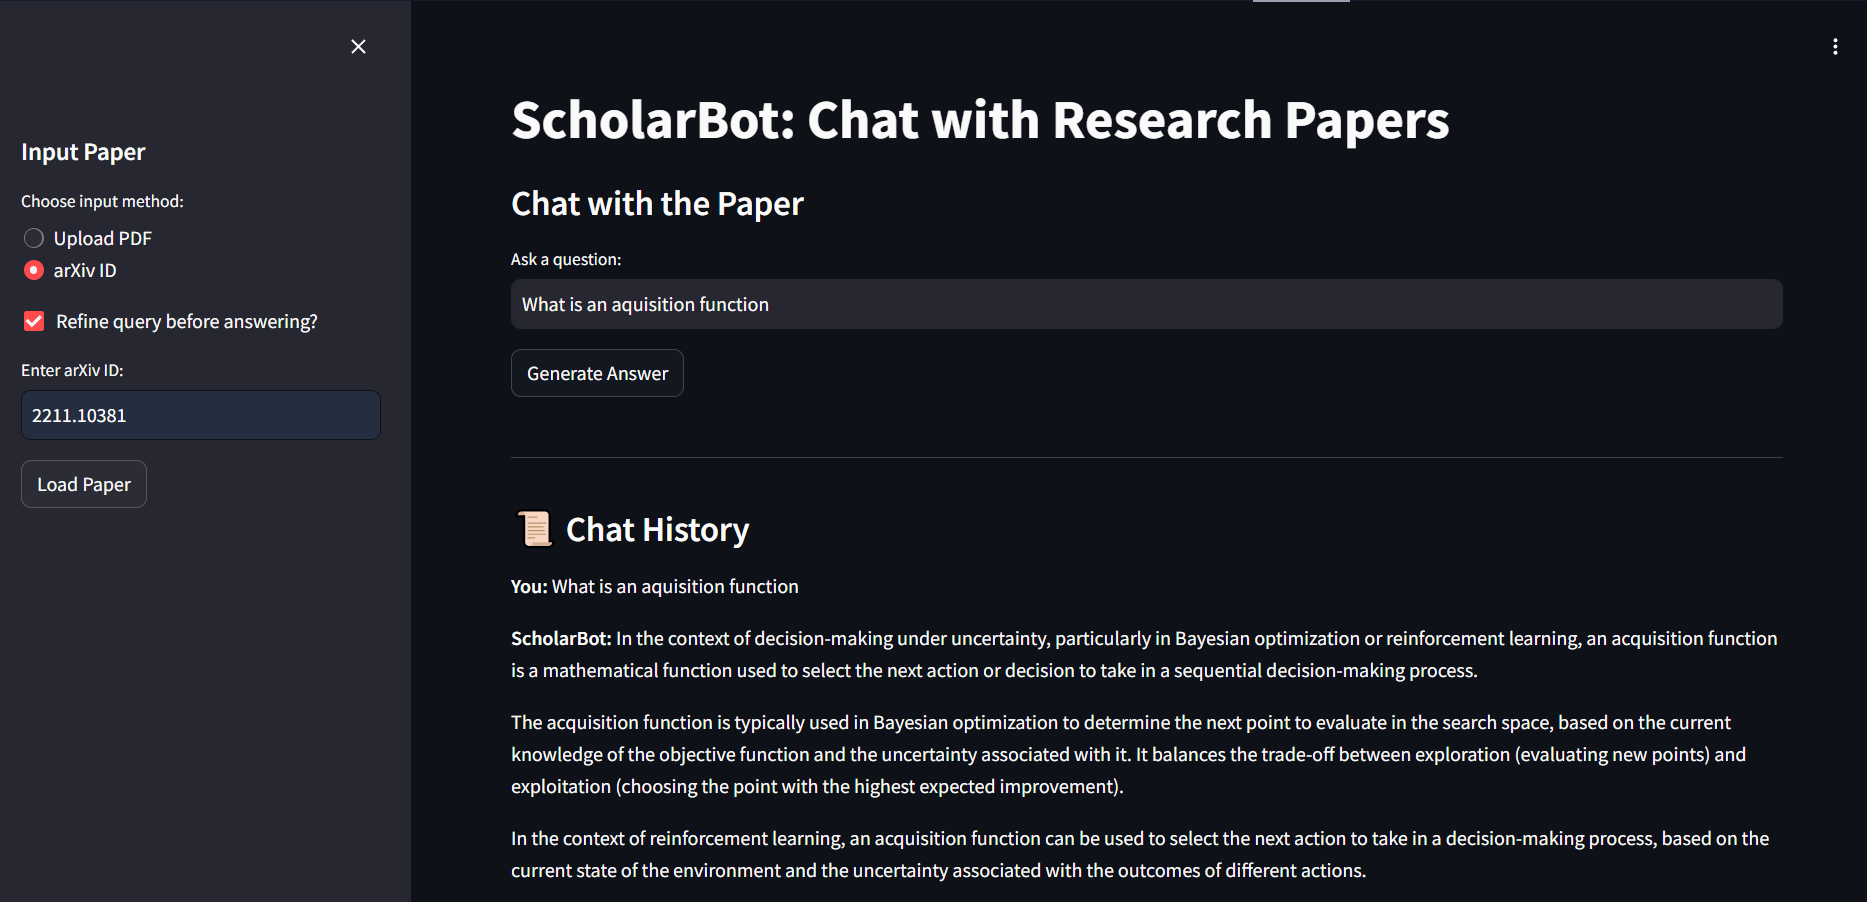 Input Paper
Choose input method:
Upload PDF
arXiv ID
Refine query before answering?
Enter arXiv ID:
2211.10381
Load Paper
ScholarBot: Chat with Research Papers
Chat with the Paper
Ask a question:
What is an aquisition function
Generate Answer
Chat History
You: What is an aquisition function
ScholarBot: In the context of decision-making under uncertainty, particularly in Bayesian optimization or reinforcement learning, an acquisition function
is a mathematical function used to select the next action or decision to take in a sequential decision-making process.
The acquisition function is typically used in Bayesian optimization to determine the next point to evaluate in the search space, based on the current
knowledge of the objective function and the uncertainty associated with it. It balances the trade-off between exploration (evaluating new points) and
exploitation (choosing the point with the highest expected improvement).
In the context of reinforcement learning, an acquisition function can be used to select the next action to take in a decision-making process, based on the
current state of the environment and the uncertainty associated with the outcomes of different actions.